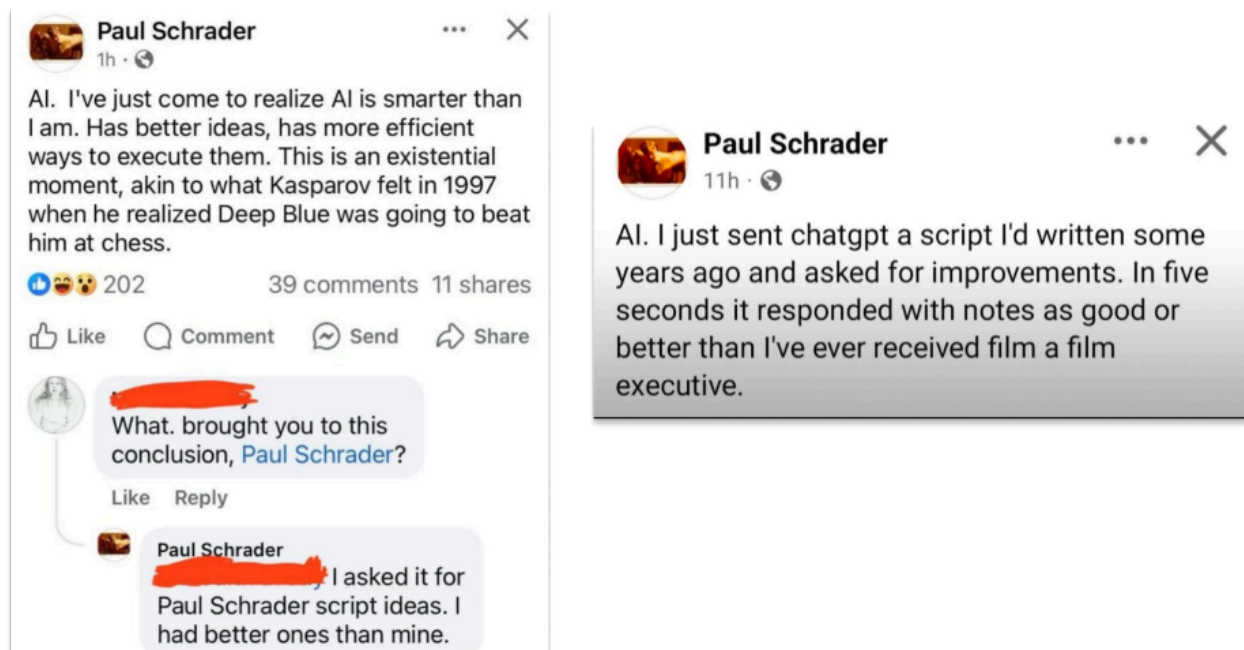 Paul Schrader
1h
AI. I've just come to realize AI is smarter than
I am. Has better ideas, has more efficient
ways to execute them. This is an existential
moment, akin to what Kasparov felt in 1997
when he realized Deep Blue was going to beat
him at chess.
202 39 comments 11 shares
Like Comment Send Share
What. brought you to this
conclusion, Paul Schrader?
Like Reply
Paul Schrader
I asked it for
Paul Schrader script ideas. I
had better ones than mine.
Paul Schrader
11h
AI. I just sent chatgpt a script I'd written some
years ago and asked for improvements. In five
seconds it responded with notes as good or
better than I've ever received film a film
executive.